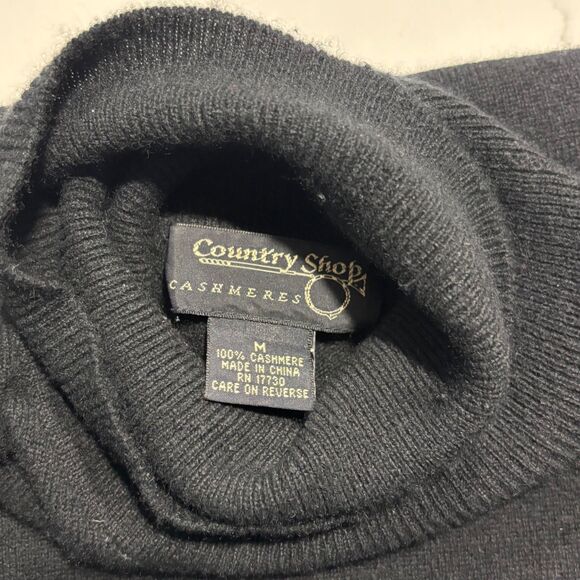 Country Shop
CASHMERES
M
100% CASHMERE
MADE IN CHINA
RN 17730
CARE ON REVERSE